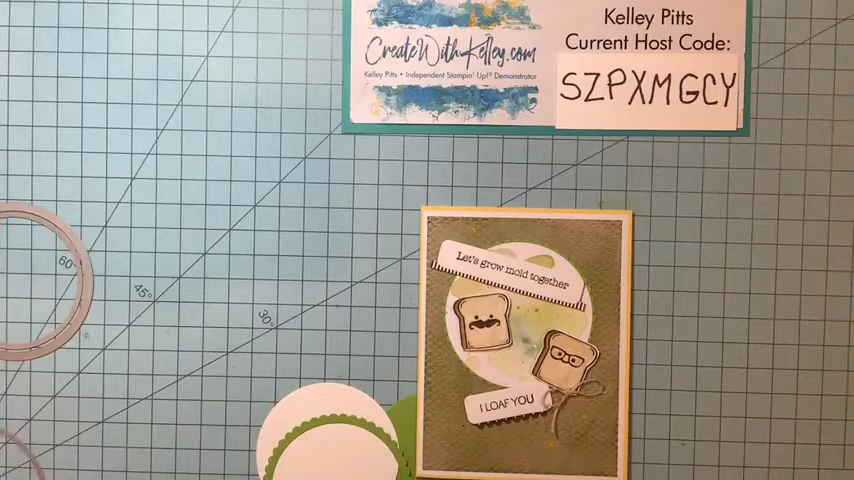 CreateWithKelley.com
Kelley Pitts • Independent Stampin' Up!® Demonstrator
Kelley Pitts
Current Host Code:
SZPXMGCY
60°
45°
30°
Let's grow mold together
I LOAF YOU